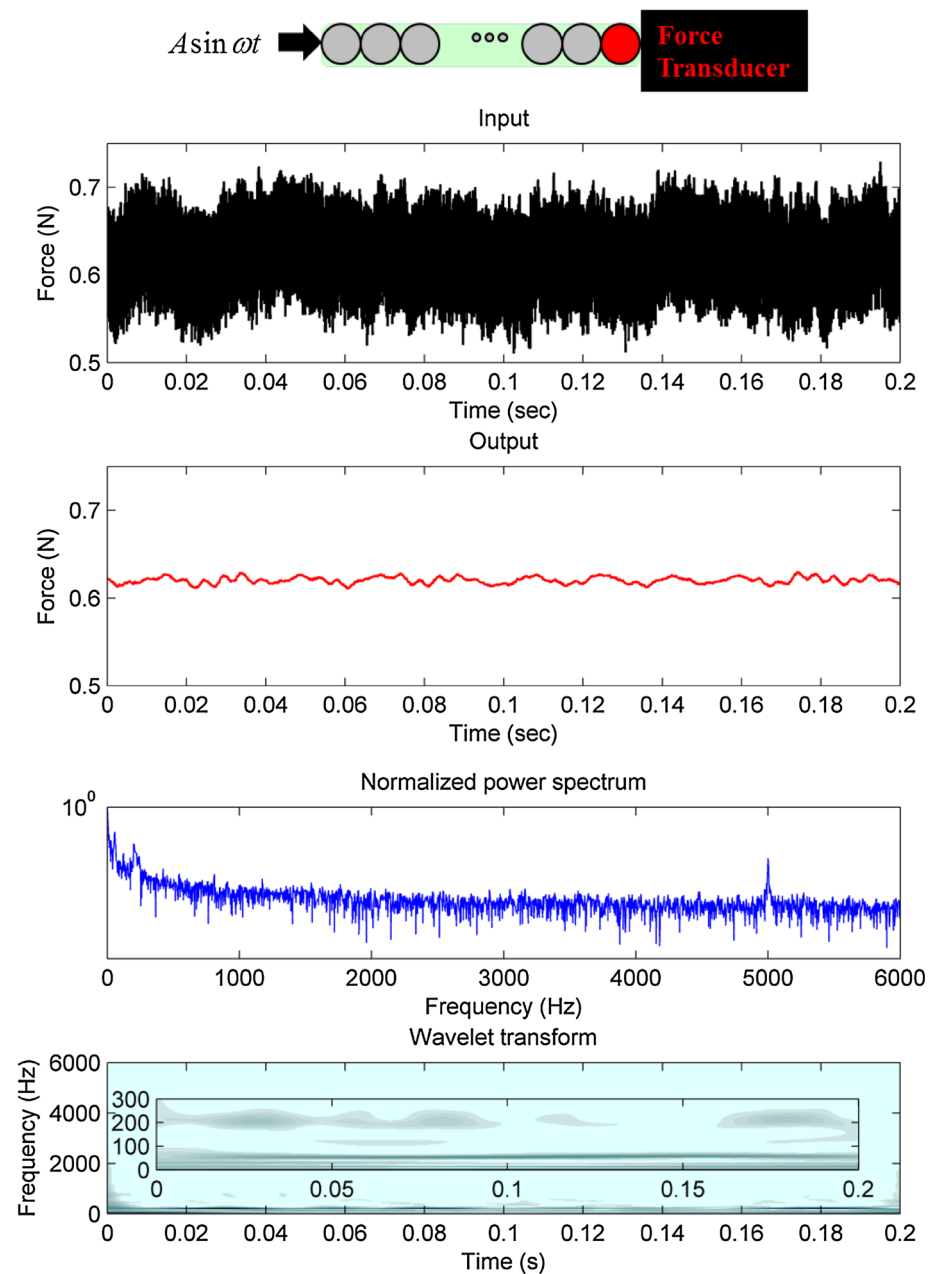 A sin ωt
Force
Transducer
Input
Force (N)
0.7
0.6
0.5
0 0.02 0.04 0.06 0.08 0.1 0.12 0.14 0.16 0.18 0.2
Time (sec)
Output
Force (N)
0.7
0.6
0.5
0 0.02 0.04 0.06 0.08 0.1 0.12 0.14 0.16 0.18 0.2
Time (sec)
Normalized power spectrum
10⁰
0 1000 2000 3000 4000 5000 6000
Frequency (Hz)
Wavelet transform
Frequency (Hz)
6000
4000
2000
0
300
200
100
0
0 0.05 0.1 0.15 0.2
0 0.02 0.04 0.06 0.08 0.1 0.12 0.14 0.16 0.18 0.2
Time (s)